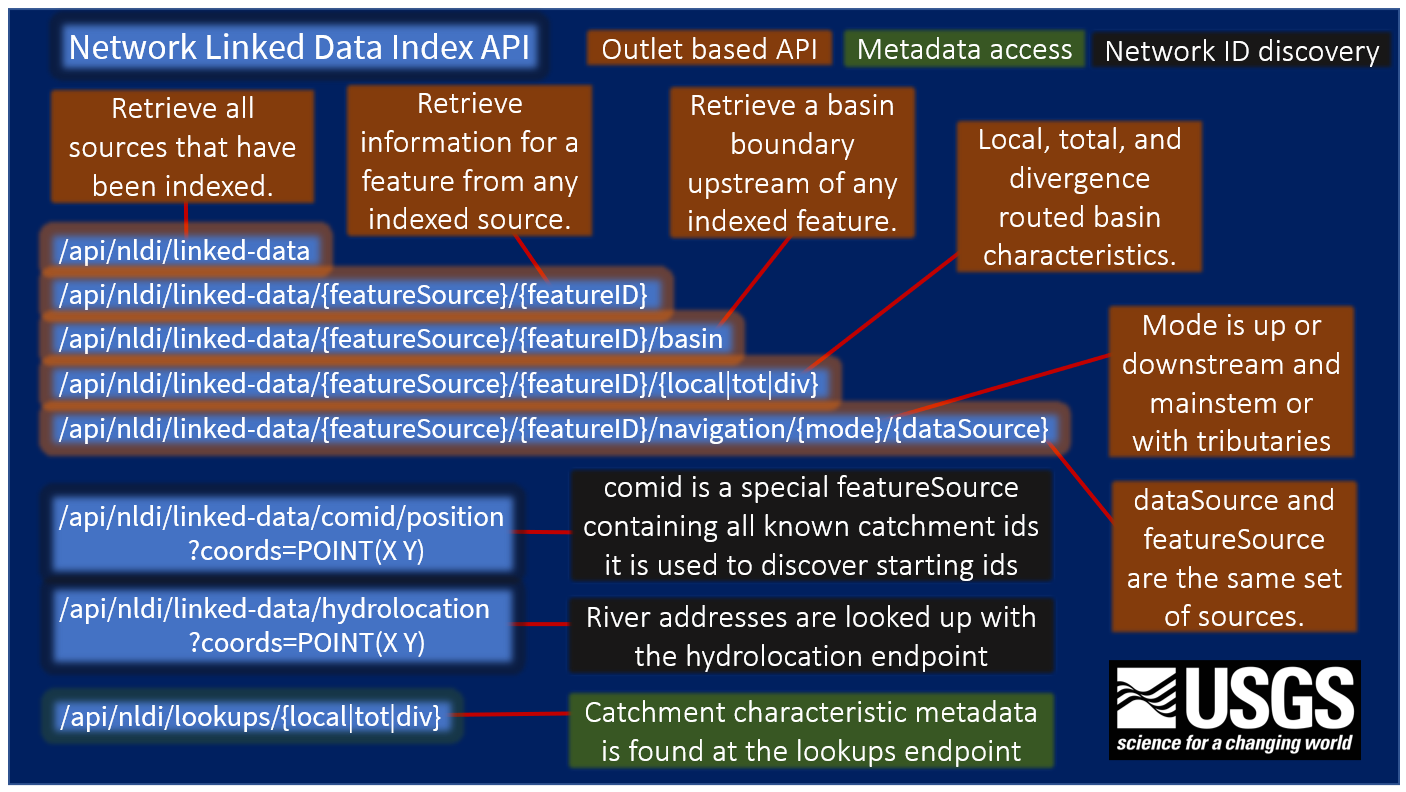 Network Linked Data Index API
Outlet based API
Metadata access
Network ID discovery
Retrieve all
sources that have
been indexed.
Retrieve
information for a
feature from any
indexed source.
Retrieve a basin
boundary
upstream of any
indexed feature.
Local, total, and
divergence
routed basin
characteristics.
/api/nldi/linked-data
/api/nldi/linked-data/{featureSource}/{featureID}
/api/nldi/linked-data/{featureSource}/{featureID}/basin
/api/nldi/linked-data/{featureSource}/{featureID}/{local|tot|div}
/api/nldi/linked-data/{featureSource}/{featureID}/navigation/{mode}/{dataSource}
Mode is up or
downstream and
mainstem or
with tributaries
dataSource and
featureSource
are the same set
of sources.
/api/nldi/linked-data/comid/position
?coords=POINT(X Y)
comid is a special featureSource
containing all known catchment ids
it is used to discover starting ids
/api/nldi/linked-data/hydrolocation
?coords=POINT(X Y)
River addresses are looked up with
the hydrolocation endpoint
/api/nldi/lookups/{local|tot|div}
Catchment characteristic metadata
is found at the lookups endpoint
USGS
science for a changing world